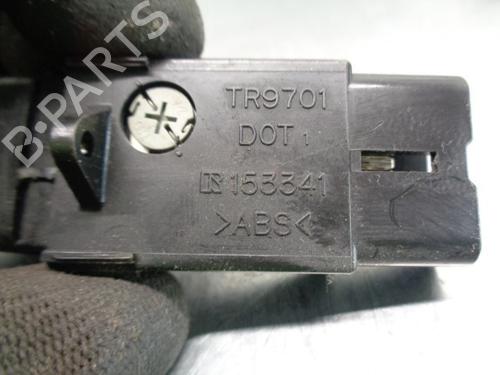 B-PARTS
TR9701
DOT 1
153341
>ABS<